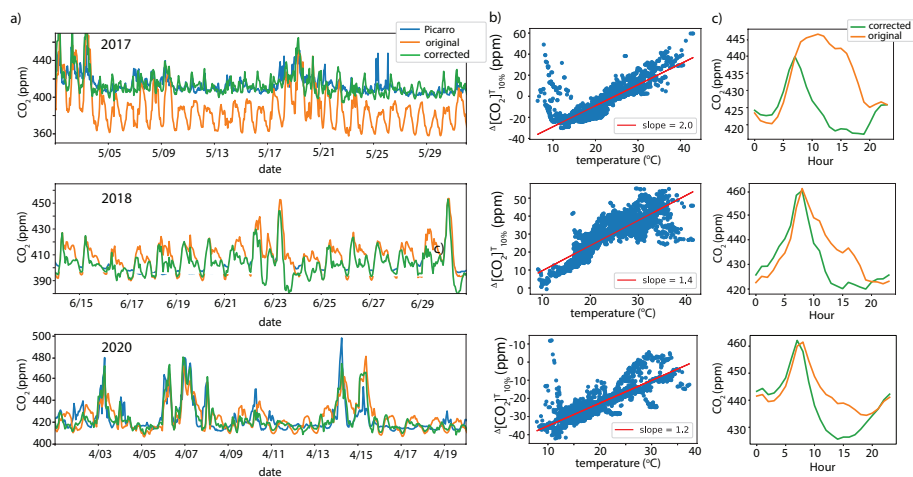 a)
2017
Picarro
original
corrected
CO₂ (ppm)
440
400
360
5/05 5/09 5/13 5/17 5/21 5/25 5/29
date
2018
CO₂ (ppm)
450
430
410
390
c)
6/15 6/17 6/19 6/21 6/23 6/25 6/27 6/29
date
2020
CO₂ (ppm)
500
480
460
440
420
400
4/03 4/05 4/07 4/09 4/11 4/13 4/15 4/17 4/19
date
b)
Δ[CO₂]ᵀ₁₀% (ppm)
60
40
20
0
-20
-40
slope = 2,0
10 15 20 25 30 35 40
temperature (°C)
Δ[CO₂]ᵀ₁₀% (ppm)
50
40
30
20
10
0
slope = 1,4
10 20 30 40
temperature (°C)
Δ[CO₂]ᵀ₁₀% (ppm)
-10
0
-10
-20
-30
-40
slope = 1.2
10 15 20 25 30 35 40
temperature (°C)
c)
corrected
original
CO₂ (ppm)
445
440
435
430
425
420
0 5 10 15 20
Hour
CO₂ (ppm)
460
450
440
430
420
0 5 10 15 20
Hour
CO₂ (ppm)
460
450
440
430
0 5 10 15 20
Hour